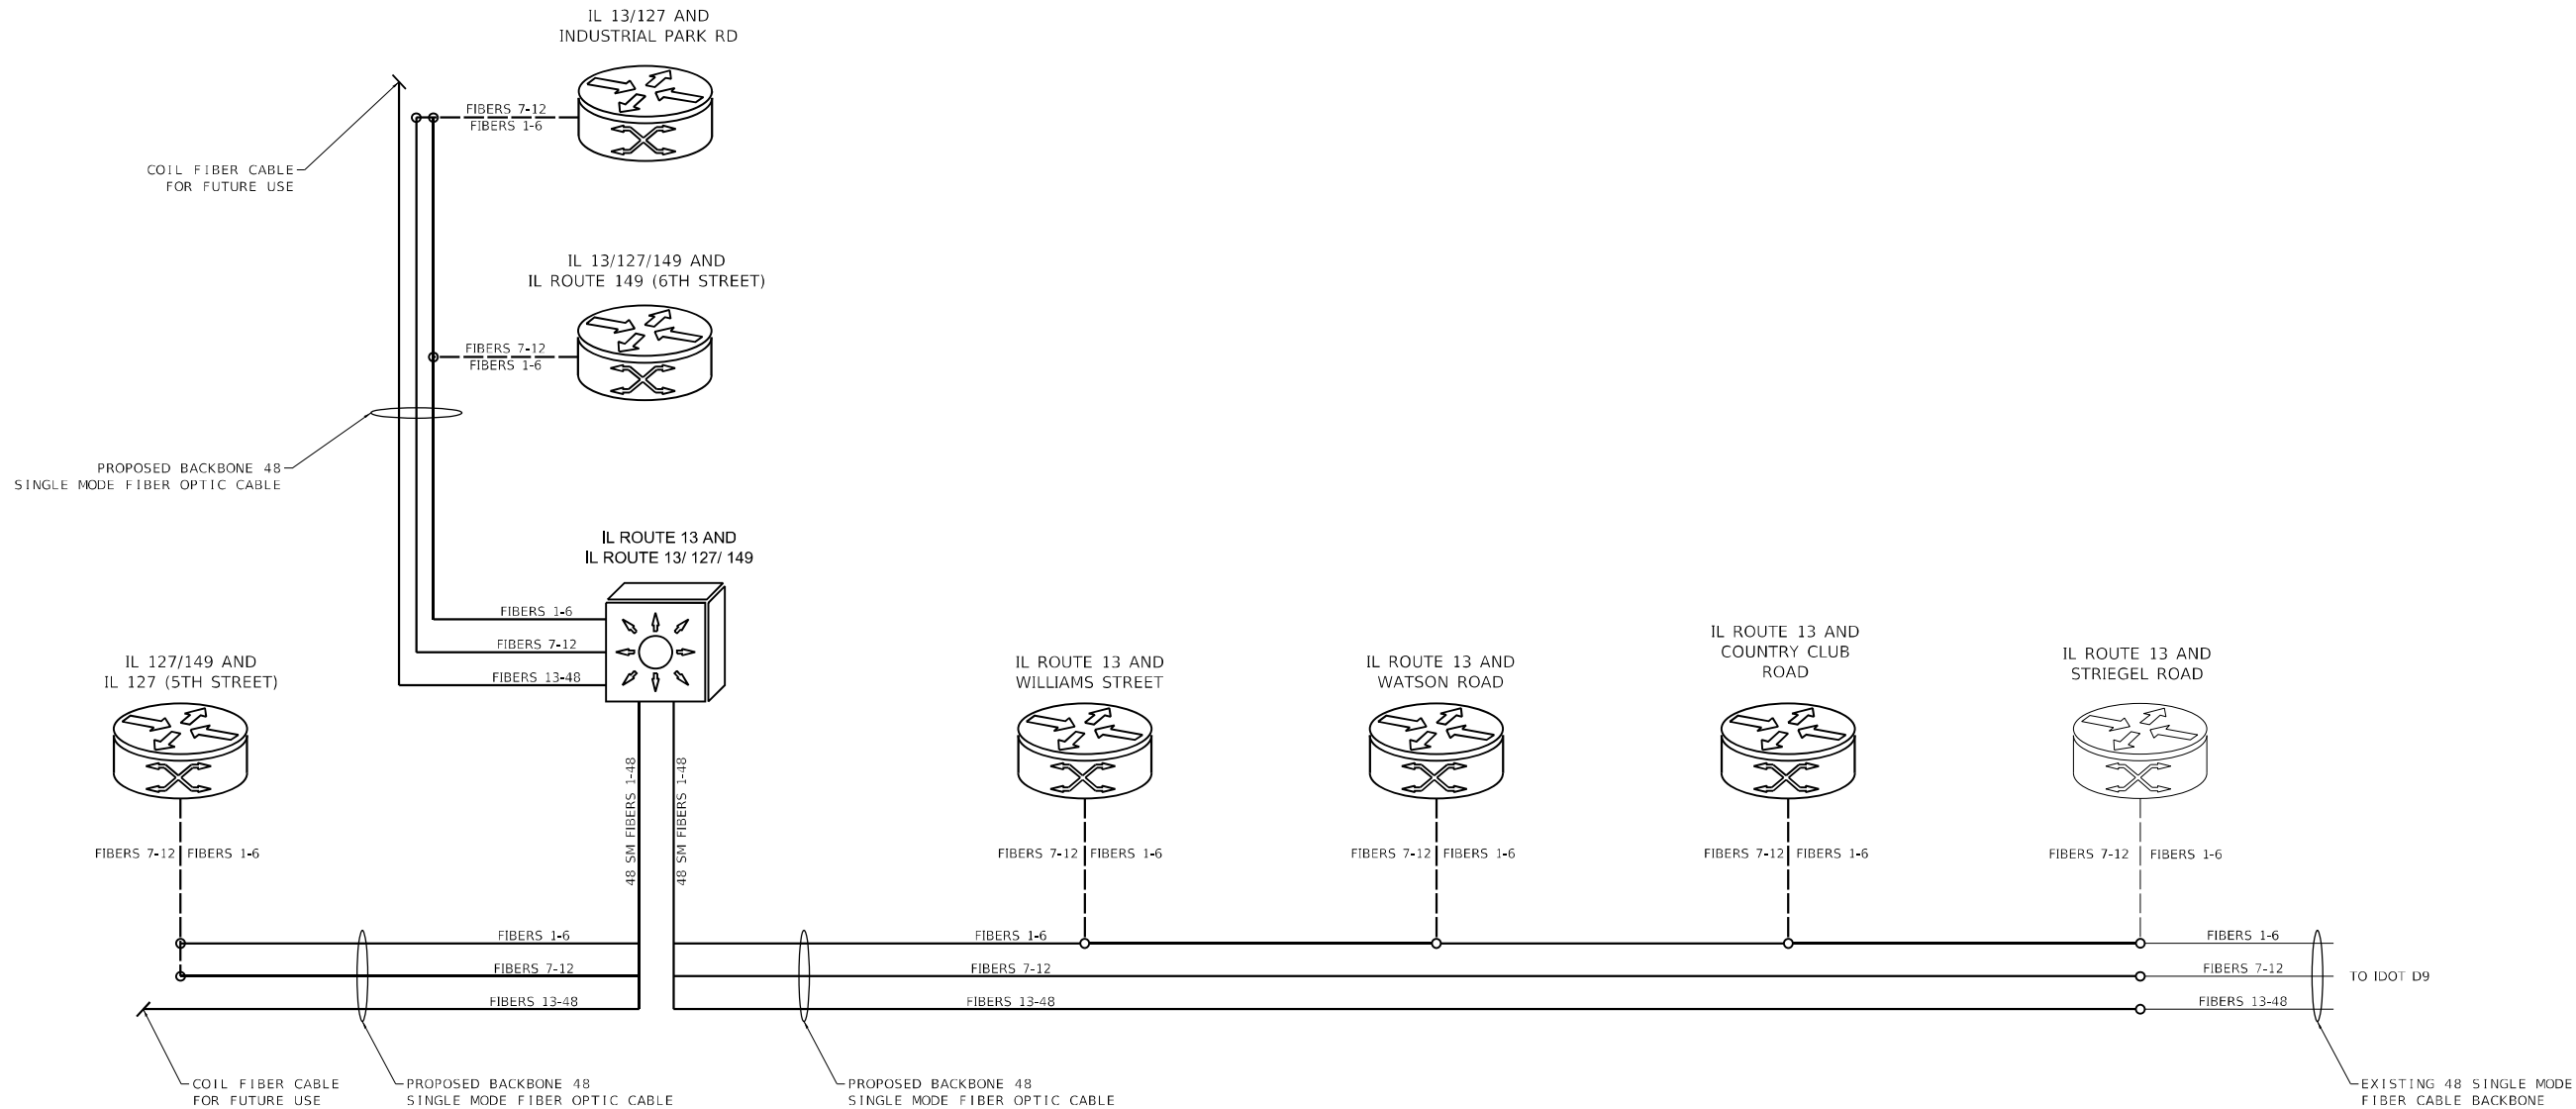 IL 13/127 AND
INDUSTRIAL PARK RD
FIBERS 7-12
FIBERS 1-6
COIL FIBER CABLE
FOR FUTURE USE
IL 13/127/149 AND
IL ROUTE 149 (6TH STREET)
FIBERS 7-12
FIBERS 1-6
PROPOSED BACKBONE 48
SINGLE MODE FIBER OPTIC CABLE
IL ROUTE 13 AND
IL ROUTE 13/ 127/ 149
FIBERS 1-6
FIBERS 7-12
FIBERS 13-48
IL 127/149 AND
IL 127 (5TH STREET)
IL ROUTE 13 AND
WILLIAMS STREET
IL ROUTE 13 AND
WATSON ROAD
IL ROUTE 13 AND
COUNTRY CLUB
ROAD
IL ROUTE 13 AND
STRIEGEL ROAD
48 SM FIBERS 1-48
48 SM FIBERS 1-48
FIBERS 7-12 FIBERS 1-6
FIBERS 7-12 FIBERS 1-6
FIBERS 7-12 FIBERS 1-6
FIBERS 7-12 FIBERS 1-6
FIBERS 7-12 FIBERS 1-6
FIBERS 1-6
FIBERS 7-12
FIBERS 13-48
FIBERS 1-6
FIBERS 7-12
FIBERS 13-48
FIBERS 1-6
FIBERS 7-12
FIBERS 13-48
TO IDOT D9
COIL FIBER CABLE
FOR FUTURE USE
PROPOSED BACKBONE 48
SINGLE MODE FIBER OPTIC CABLE
PROPOSED BACKBONE 48
SINGLE MODE FIBER OPTIC CABLE
EXISTING 48 SINGLE MODE
FIBER CABLE BACKBONE